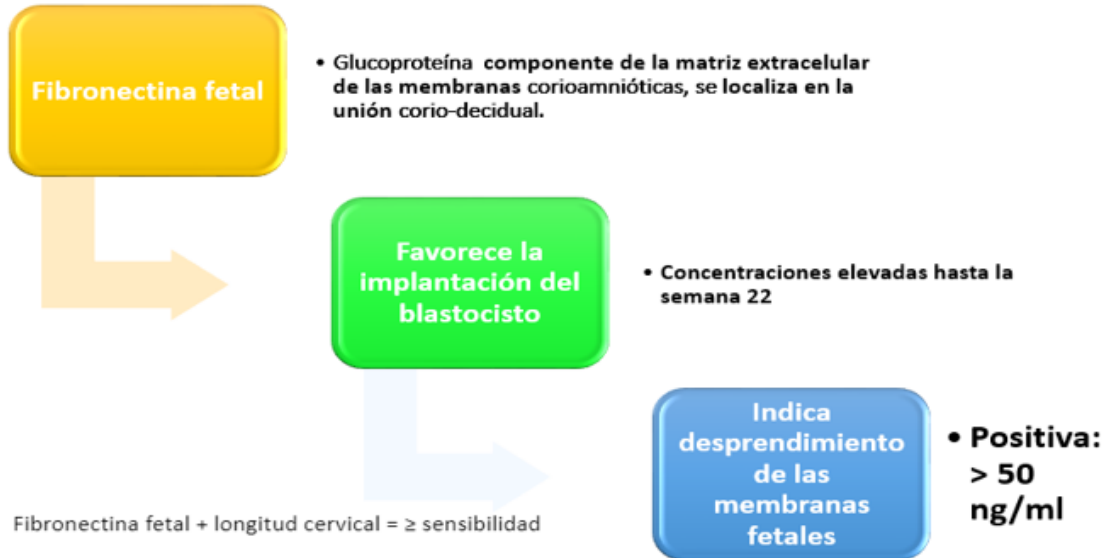 Fibronectina fetal
• Glucoproteína componente de la matriz extracelular
de las membranas corioamnióticas, se localiza en la
unión corio-decidual.
Favorece la
implantación del
blastocisto
• Concentraciones elevadas hasta la
semana 22
Indica
desprendimiento
de las
membranas
fetales
• Positiva:
> 50
ng/ml
Fibronectina fetal + longitud cervical = ≥ sensibilidad